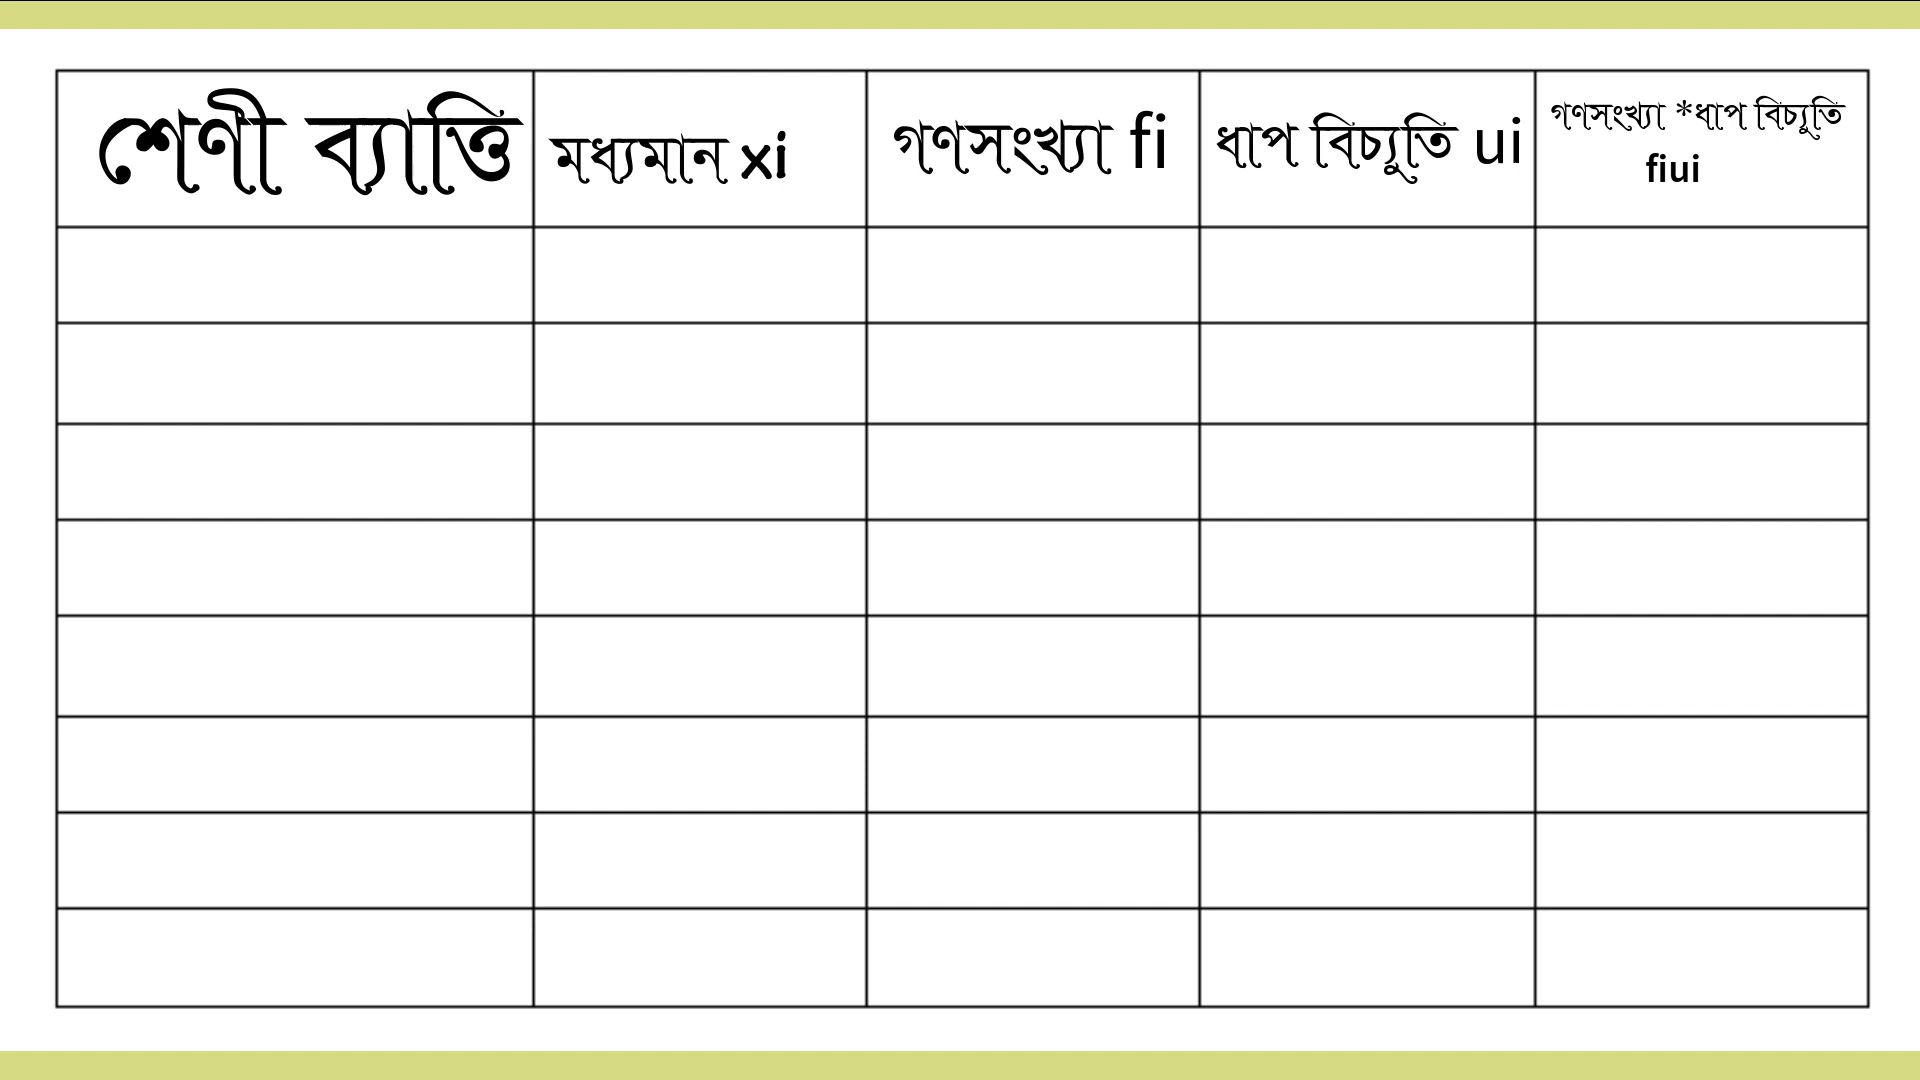 শেণী ব্যাত্তি
মধ্যমান xi
গণসংখ্যা fi
ধাপ বিচ্যুতি ui
গণসংখ্যা *ধাপ বিচ্যুতি
fiui